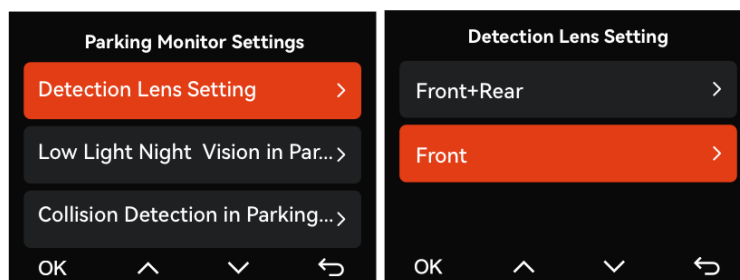 Parking Monitor Settings
Detection Lens Setting
Low Light Night Vision in Par...
Collision Detection in Parking...
OK
Detection Lens Setting
Front+Rear
Front
OK